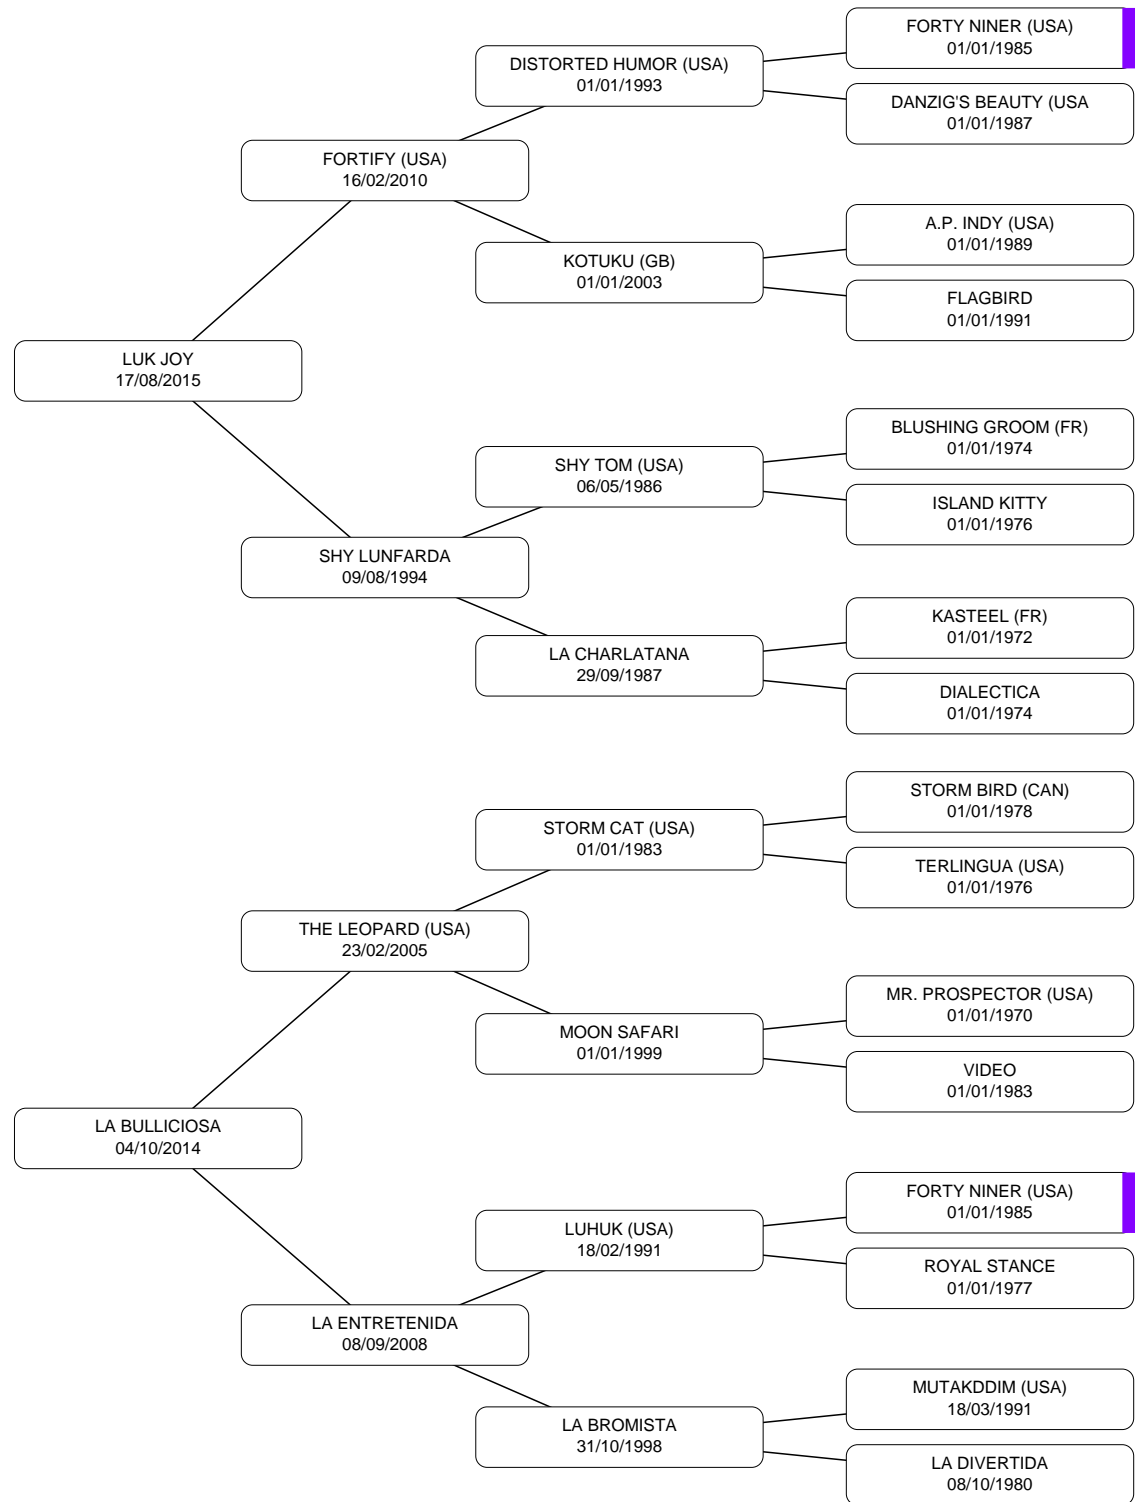 FORTY NINER (USA)
01/01/1985
DISTORTED HUMOR (USA)
01/01/1993
DANZIG'S BEAUTY (USA
01/01/1987
FORTIFY (USA)
16/02/2010
A.P. INDY (USA)
01/01/1989
KOTUKU (GB)
01/01/2003
FLAGBIRD
01/01/1991
LUK JOY
17/08/2015
BLUSHING GROOM (FR)
01/01/1974
SHY TOM (USA)
06/05/1986
ISLAND KITTY
01/01/1976
SHY LUNFARDA
09/08/1994
KASTEEL (FR)
01/01/1972
LA CHARLATANA
29/09/1987
DIALECTICA
01/01/1974
STORM BIRD (CAN)
01/01/1978
STORM CAT (USA)
01/01/1983
TERLINGUA (USA)
01/01/1976
THE LEOPARD (USA)
23/02/2005
MR. PROSPECTOR (USA)
01/01/1970
MOON SAFARI
01/01/1999
VIDEO
01/01/1983
LA BULLICIOSA
04/10/2014
FORTY NINER (USA)
01/01/1985
LUHUK (USA)
18/02/1991
ROYAL STANCE
01/01/1977
LA ENTRETENIDA
08/09/2008
MUTAKDDIM (USA)
18/03/1991
LA BROMISTA
31/10/1998
LA DIVERTIDA
08/10/1980